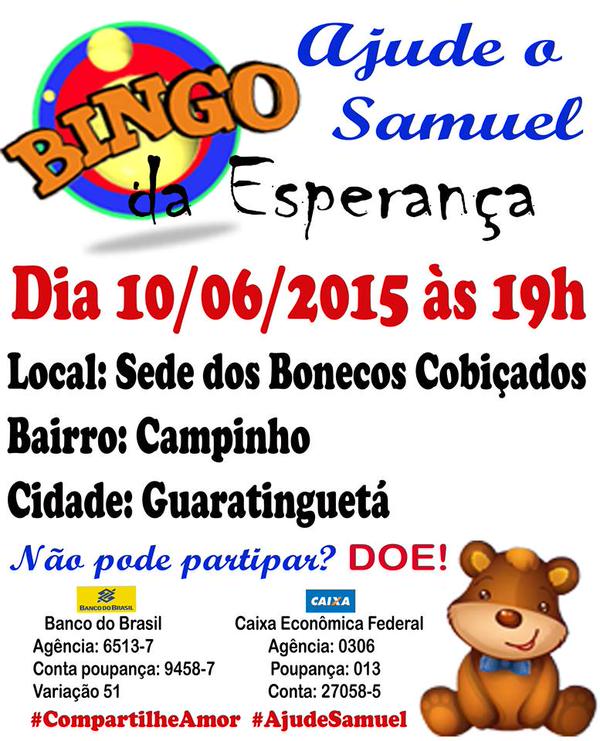 BINGO
Ajude o
Samuel
da Esperança
Dia 10/06/2015 às 19h
Local: Sede dos Bonecos Cobiçados
Bairro: Campinho
Cidade: Guaratinguetá
Não pode partipar? DOE!
BANCO DO BRASIL
CAIXA
Banco do Brasil
Caixa Econômica Federal
Agência: 6513-7
Agência: 0306
Conta poupança: 9458-7
Poupança: 013
Variação 51
Conta: 27058-5
#CompartilheAmor #AjudeSamuel